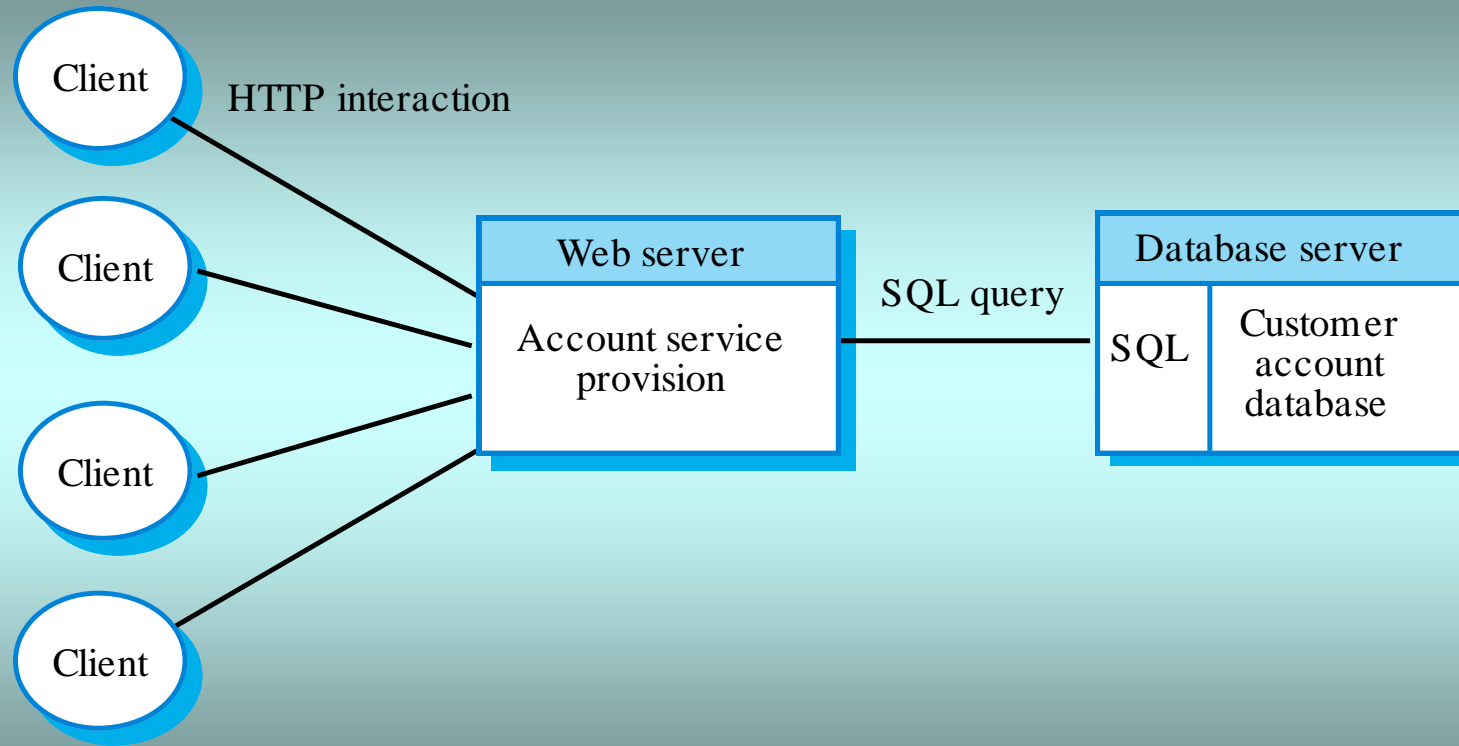 Client
HTTP interaction
Client
Client
Client
Web server
Account service
provision
SQL query
Database server
SQL
Customer
account
database